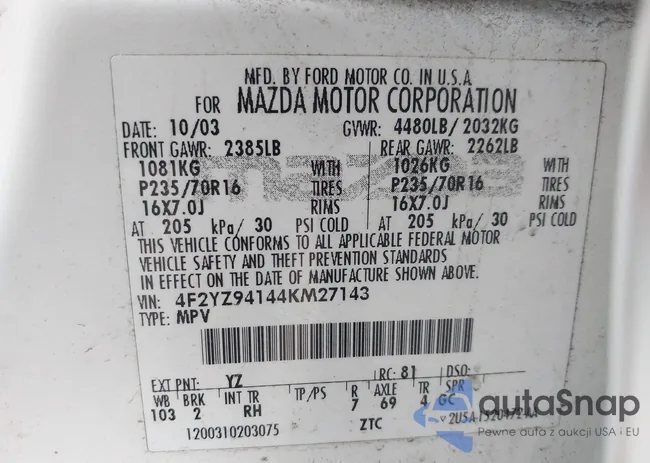 MFD. BY FORD MOTOR CO. IN U.S.A.
FOR MAZDA MOTOR CORPORATION
DATE: 10/03 GVWR: 4480LB/ 2032KG
FRONT GAWR: 2385LB REAR GAWR: 2262LB
1081KG WITH 1026KG WITH
P235/70R16 TIRES P235/70R16 TIRES
16X7.0J RIMS 16X7.0J RIMS
AT 205 kPa/ 30 PSI COLD AT 205 kPa/ 30 PSI COLD
THIS VEHICLE CONFORMS TO ALL APPLICABLE FEDERAL MOTOR
VEHICLE SAFETY AND THEFT PREVENTION STANDARDS
IN EFFECT ON THE DATE OF MANUFACTURE SHOWN ABOVE.
VIN: 4F2YZ94144KM27143
TYPE: MPV
EXT PNT: YZ RC: 81 DSO:
WB BRK INT TR TP/PS R AXLE TR SPR
103 2 RH 7 69 4 GC
1200310203075 ZTC
autoSnap
Pewne auto z aukcji USA i EU